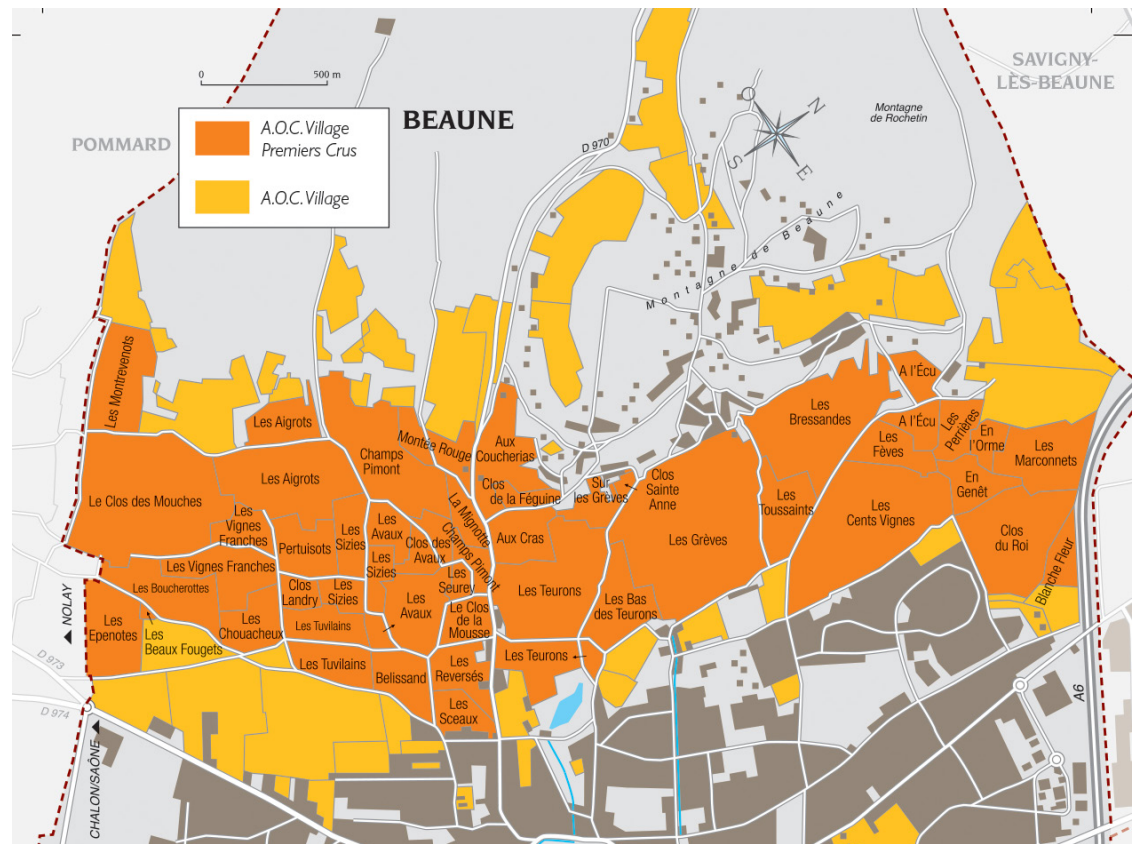 SAVIGNY-
LÈS-BEAUNE
0 500 m
BEAUNE
POMMARD
A.O.C. Village
Premiers Crus
A.O.C. Village
D 970
O
N
S
E
Montagne
de Rochetin
Montagne de Beaune
Les Montrevenots
Les Aigrots
Champs
Pimont
Montée Rouge
Aux
Coucherias
Clos
de la Féguine
Sur
les Grèves
Clos
Sainte
Anne
Les
Bressandes
A l'Écu
A l'Écu
Les
Fèves
Les
Perrières
En
l'Orme
Les
Marconnets
En
Genêt
Le Clos des Mouches
Les Aigrots
Les
Vignes
Franches
Pertuisots
Les
Sizies
Les
Avaux
Clos des
Avaux
La Mignotte
Champs Pimont
Aux Cras
Les Grèves
Les
Toussaints
Les
Cents Vignes
Clos
du Roi
Blanche Fleur
Les Vignes Franches
Les Boucherottes
Clos
Landry
Les
Sizies
Les
Sizies
Les
Seurey
Les
Avaux
Le Clos
de la
Mousse
Les Teurons
Les Bas
des Teurons
Les
Epenotes
Les
Beaux Fougets
Les
Chouacheux
Les Tuvilains
Les Tuvilains
Belissand
Les
Reversés
Les Teurons
Les
Sceaux
NOLAY
D 973
D 974
CHALON/SAÔNE
A6